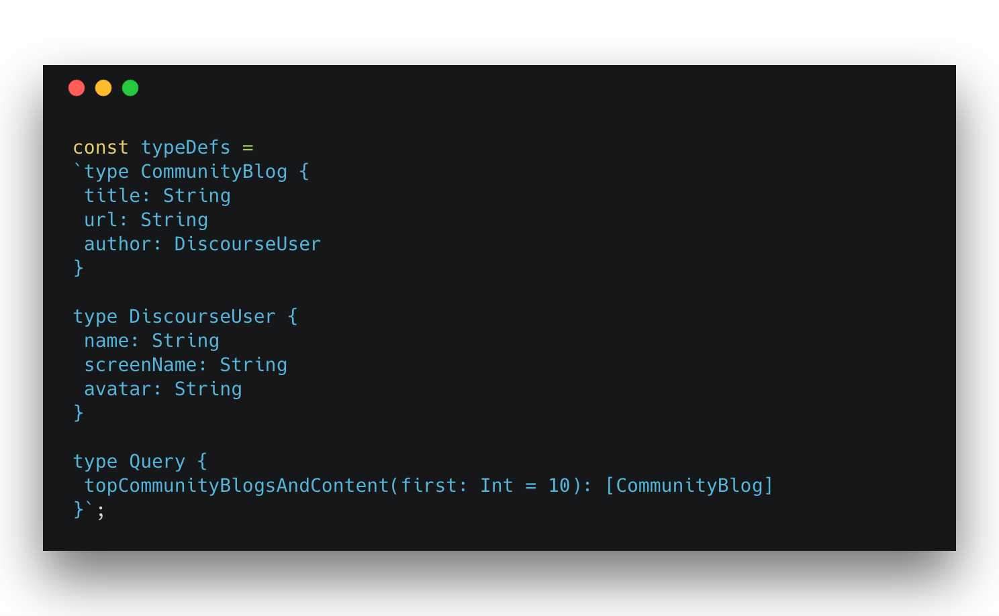 const typeDefs =
`type CommunityBlog {
 title: String
 url: String
 author: DiscourseUser
}

type DiscourseUser {
 name: String
 screenName: String
 avatar: String
}

type Query {
 topCommunityBlogsAndContent(first: Int = 10): [CommunityBlog]
}`;